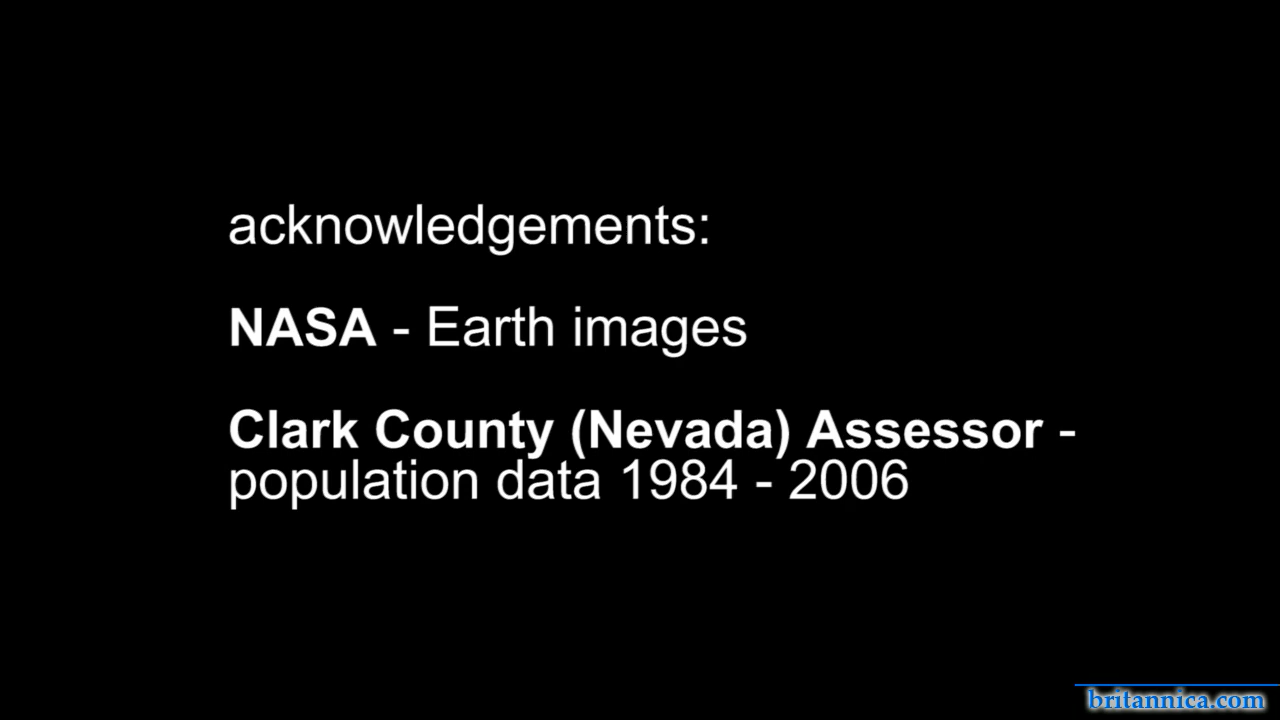 acknowledgements:
NASA - Earth images
Clark County (Nevada) Assessor -
population data 1984 - 2006
britannica.com